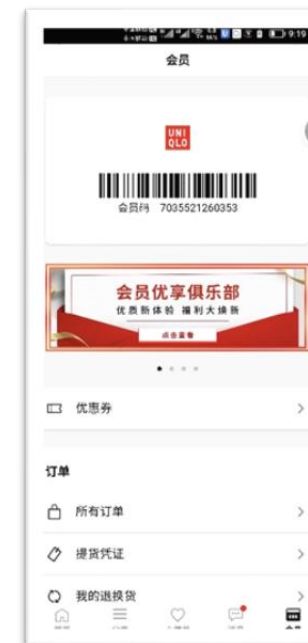 9:19
会员
UNI
QLO
会员码 7035521260353
会员优享俱乐部
优质新体验 福利大焕新
点击查看
优惠券
订单
所有订单
提货凭证
我的退换货